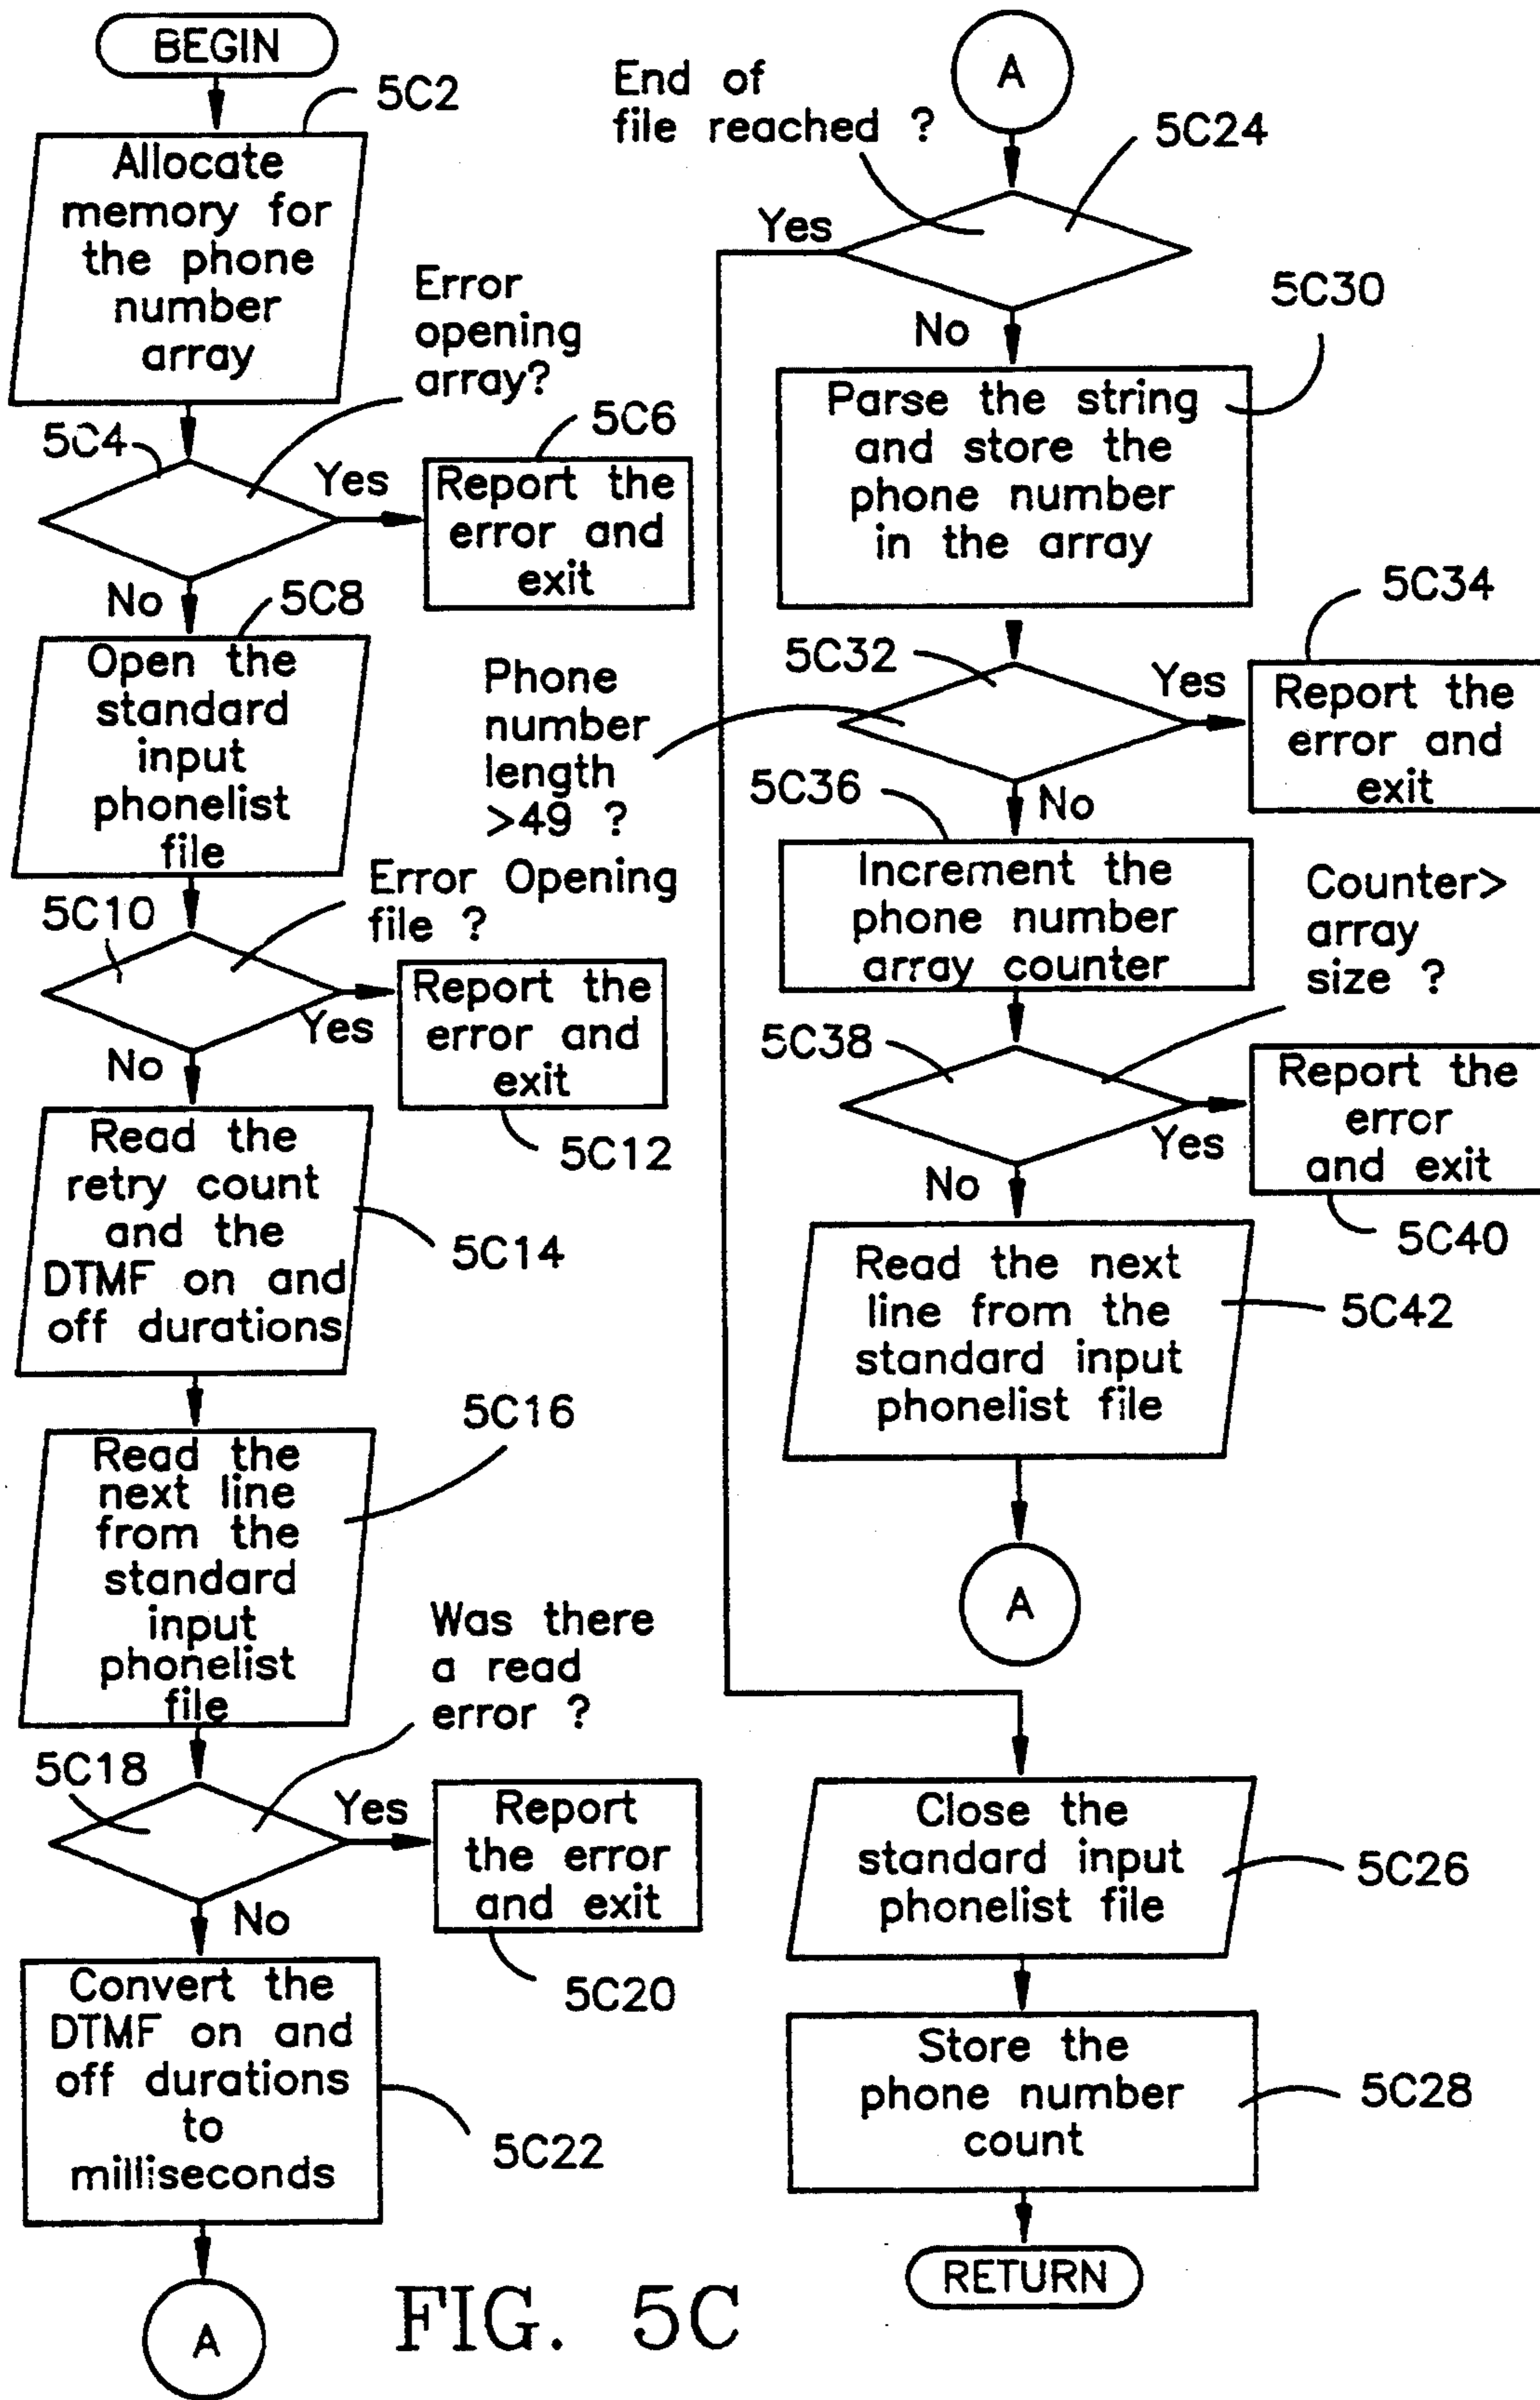 BEGIN
5C2
Allocate
memory for
the phone
number
array
Error
opening
array?
5C4
Yes
5C6
Report the
error and
exit
No
5C8
Open the
standard
input
phonelist
file
Error Opening
file ?
5C10
Yes
Report the
error and
exit
5C12
No
Read the
retry count
and the
DTMF on and
off durations
5C14
5C16
Read the
next line
from the
standard
input
phonelist
file
Was there
a read
error ?
5C18
Yes
Report
the error
and exit
5C20
No
Convert the
DTMF on and
off durations
to
milliseconds
5C22
A
A
End of
file reached ?
5C24
Yes
No
5C30
Parse the string
and store the
phone number
in the array
Phone
number
length
>49 ?
5C32
Yes
5C34
Report the
error and
exit
No
5C36
Increment the
phone number
array counter
Counter>
array
size ?
5C38
Yes
Report the
error
and exit
5C40
No
Read the next
line from the
standard input
phonelist file
5C42
A
Close the
standard input
phonelist file
5C26
Store the
phone number
count
5C28
RETURN
FIG. 5C